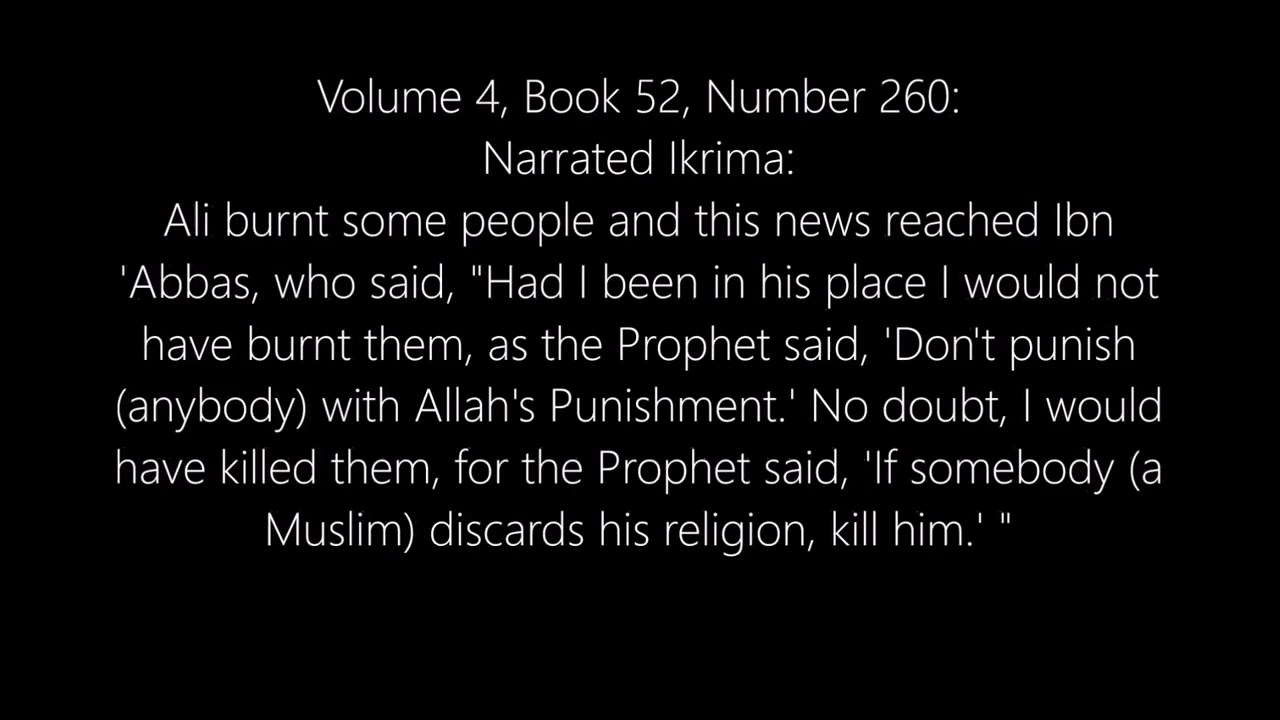 Volume 4, Book 52, Number 260:
Narrated Ikrima:
Ali burnt some people and this news reached Ibn
'Abbas, who said, "Had I been in his place I would not
have burnt them, as the Prophet said, 'Don't punish
(anybody) with Allah's Punishment.' No doubt, I would
have killed them, for the Prophet said, 'If somebody (a
Muslim) discards his religion, kill him.' "